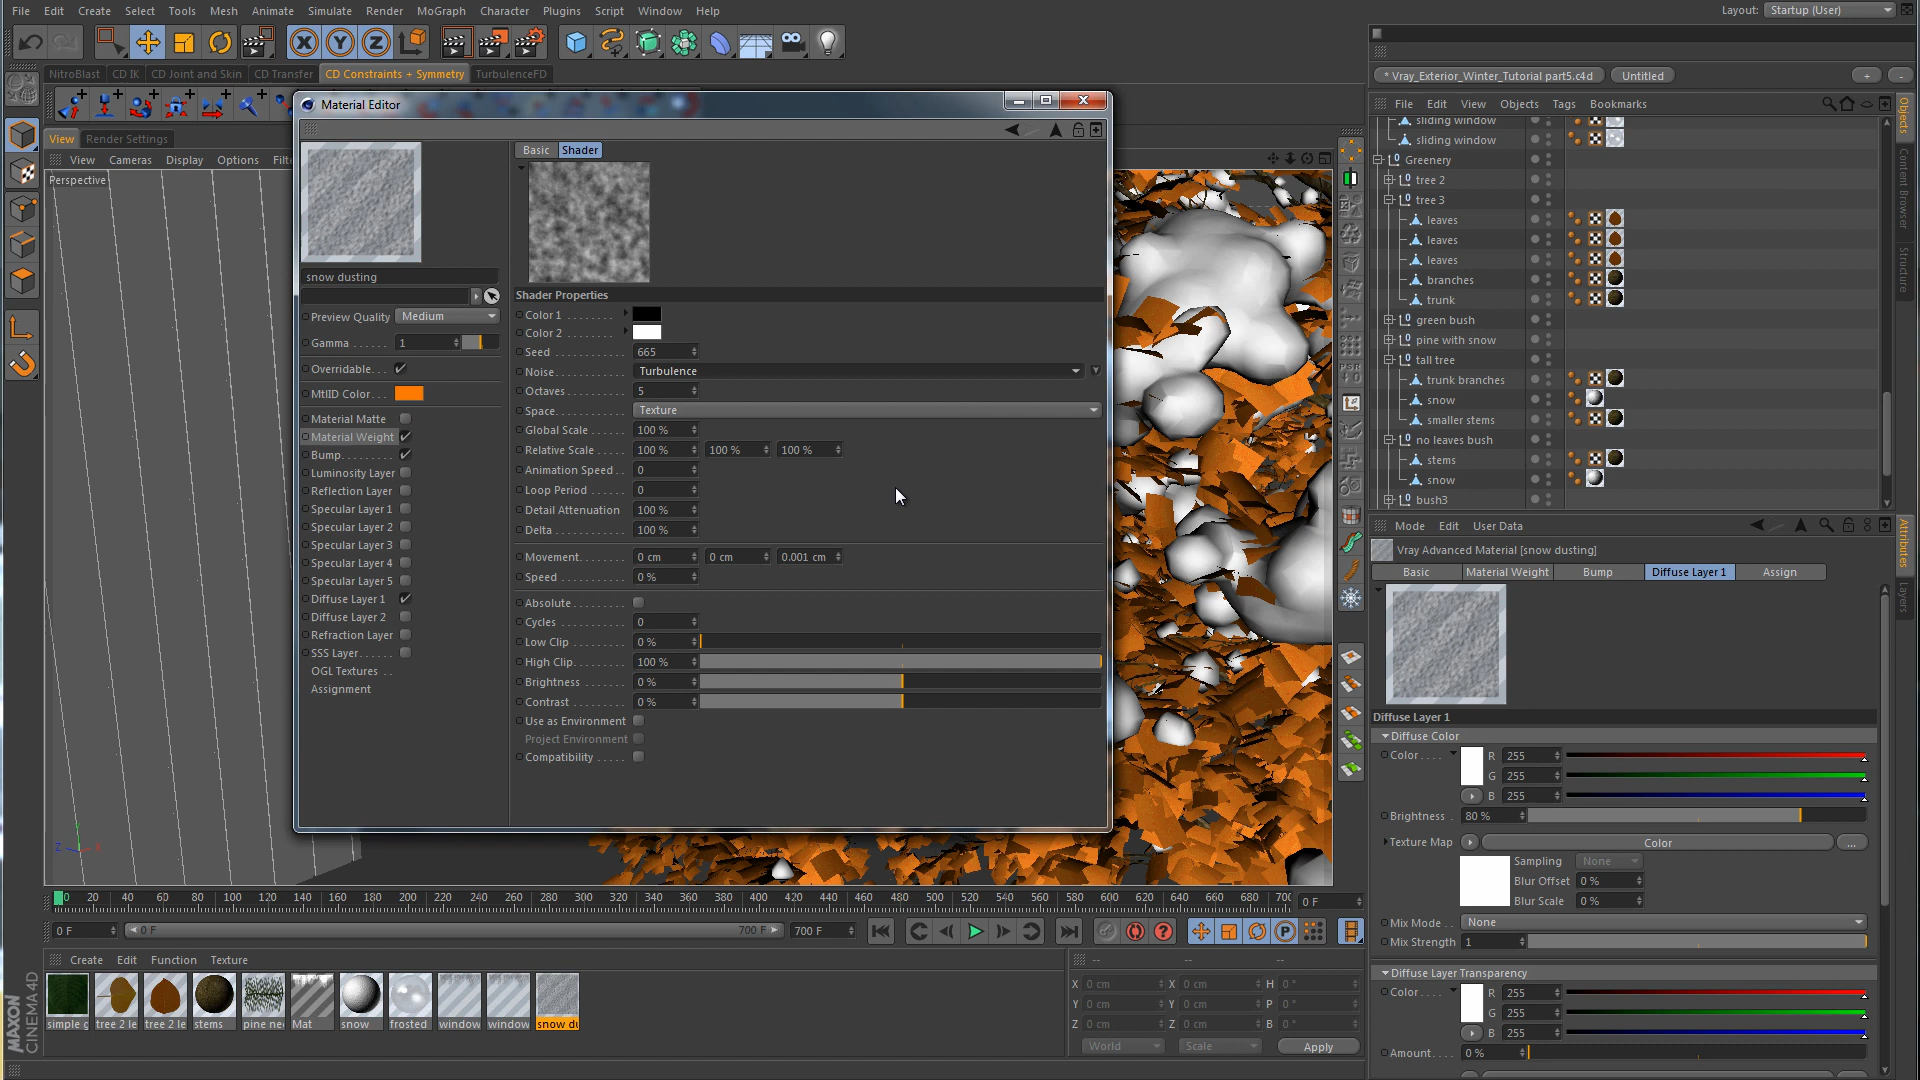 File Edit Create Select Tools Mesh Animate Simulate Render MoGraph Character Plugins Script Window Help
Layout: Startup (User)
NitroBlast CD IK CD Joint and Skin CD Transfer CD Constraints + Symmetry TurbulenceFD
* Vray_Exterior_Winter_Tutorial part5.c4d Untitled + -
File Edit View Objects Tags Bookmarks
Objects
Content Browser
Structure
sliding window
sliding window
Greenery
tree 2
tree 3
leaves
leaves
leaves
branches
trunk
green bush
pine with snow
tall tree
trunk branches
snow
smaller stems
no leaves bush
stems
snow
bush3
View Render Settings
View Cameras Display Options
Perspective
Material Editor
snow dusting
Preview Quality Medium
Gamma 1
Overridable
MtlID Color
Material Matte
Material Weight
Bump
Luminosity Layer
Reflection Layer
Specular Layer 1
Specular Layer 2
Specular Layer 3
Specular Layer 4
Specular Layer 5
Diffuse Layer 1
Diffuse Layer 2
Refraction Layer
SSS Layer
OGL Textures
Assignment
Basic Shader
Shader Properties
Color 1
Color 2
Seed 665
Noise Turbulence
Octaves 5
Space Texture
Global Scale 100 %
Relative Scale 100 % 100 % 100 %
Animation Speed 0
Loop Period 0
Detail Attenuation 100 %
Delta 100 %
Movement 0 cm 0 cm 0.001 cm
Speed 0 %
Absolute
Cycles 0
Low Clip 0 %
High Clip 100 %
Brightness 0 %
Contrast 0 %
Use as Environment
Project Environment
Compatibility
PSR
Mode Edit User Data
Attributes
Layers
Vray Advanced Material [snow dusting]
Basic Material Weight Bump Diffuse Layer 1 Assign
Diffuse Layer 1
Diffuse Color
Color R 255
G 255
B 255
Brightness 80 %
Texture Map Color ...
Sampling None
Blur Offset 0 %
Blur Scale 0 %
Mix Mode None
Mix Strength 1
Diffuse Layer Transparency
Color R 255
G 255
B 255
Amount 0 %
0 20 40 60 80 100 120 140 160 180 200 220 240 260 280 300 320 340 360 380 400 420 440 460 480 500 520 540 560 580 600 620 640 660 680 0 F
0 F 0 F 700 F 700 F
Create Edit Function Texture
simple g tree 2 le tree 2 le stems pine ne Mat snow frosted window window snow du
-- -- --
X 0 cm X 0 cm H 0 °
Y 0 cm Y 0 cm P 0 °
Z 0 cm Z 0 cm B 0 °
World Scale Apply
MAXON
CINEMA 4D